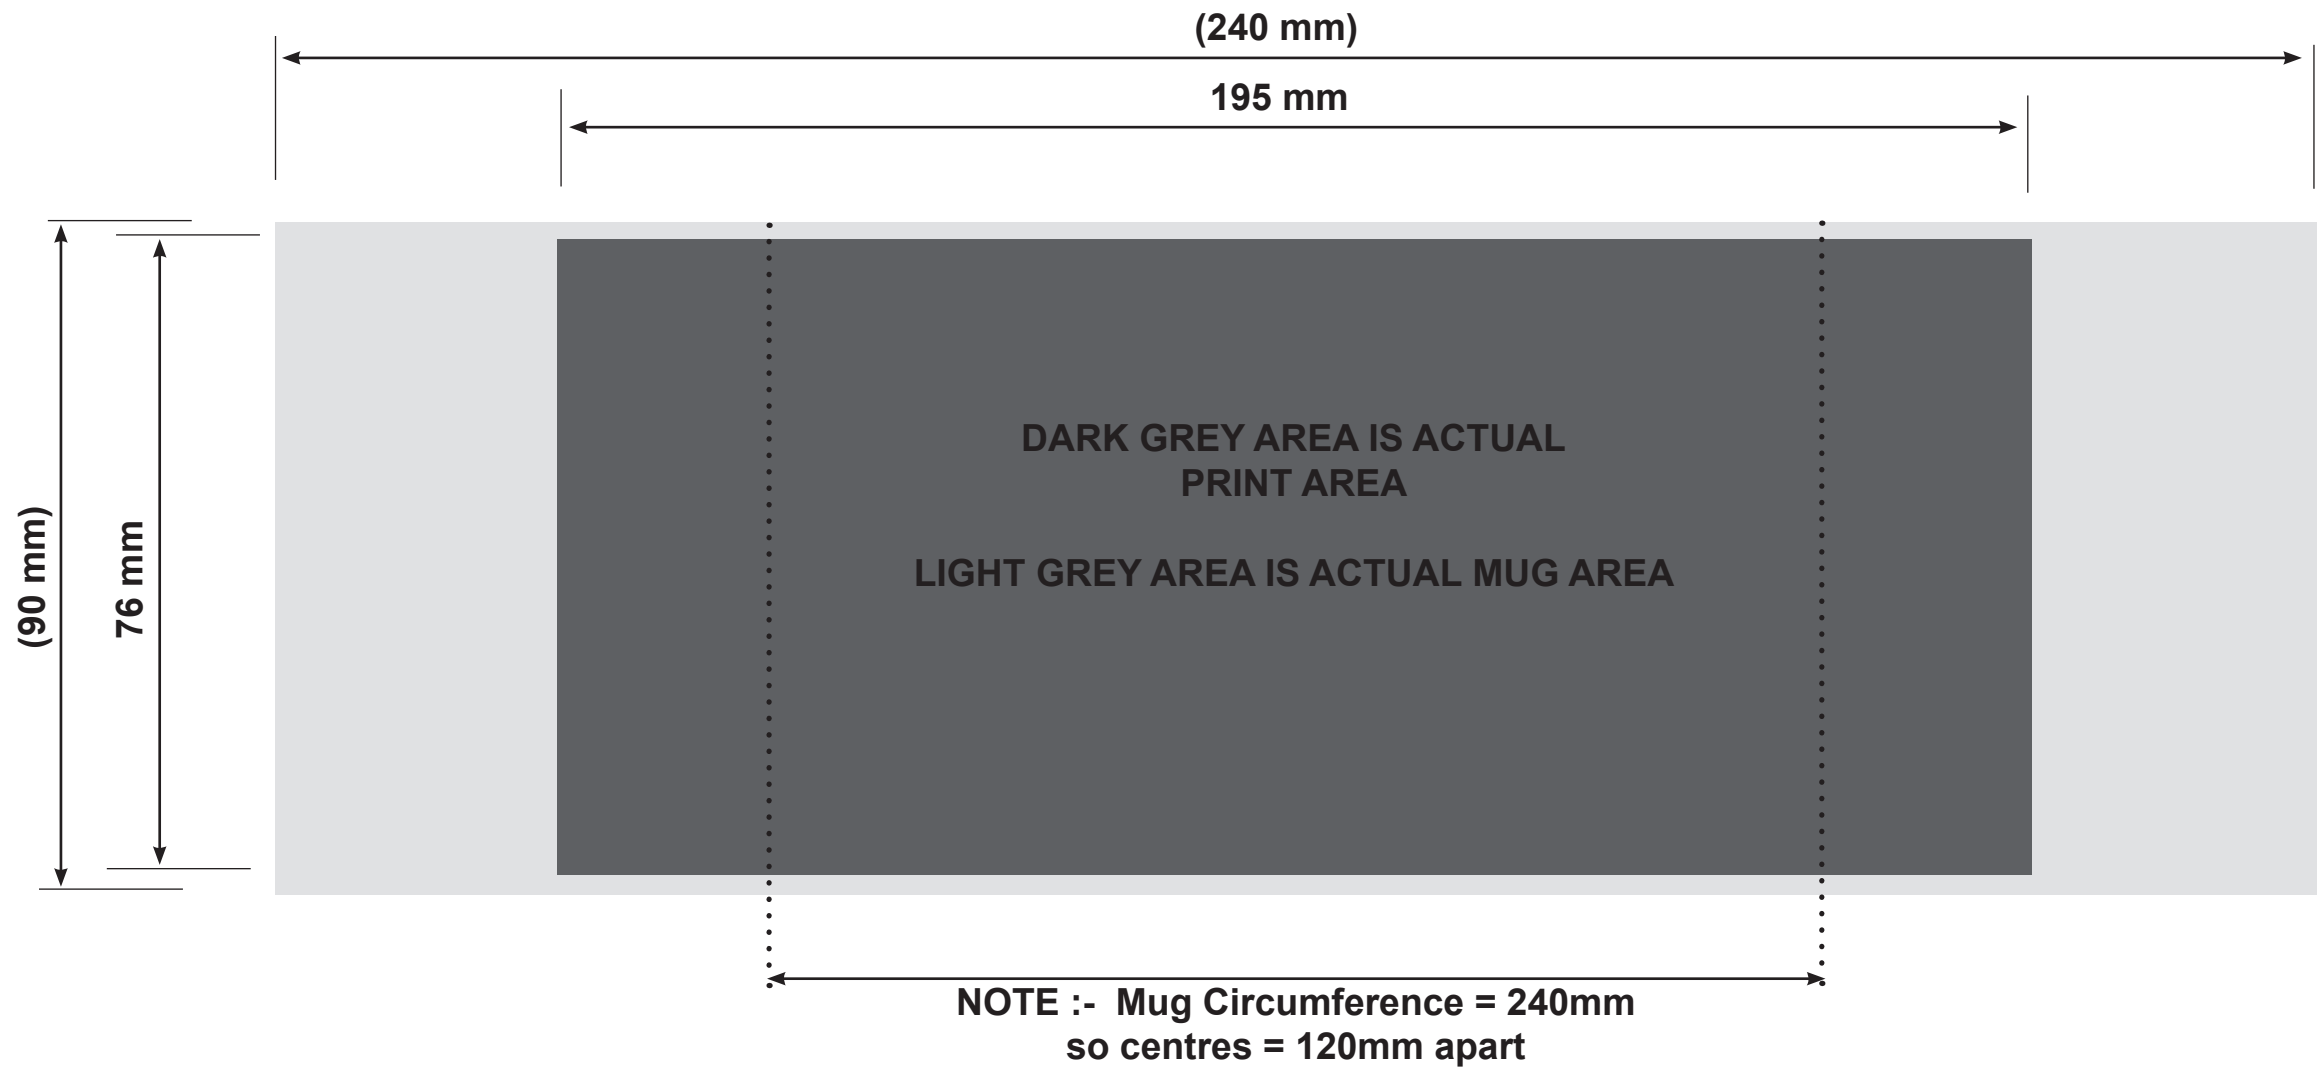 (240 mm)
195 mm
(90 mm)
76 mm
DARK GREY AREA IS ACTUAL
PRINT AREA
LIGHT GREY AREA IS ACTUAL MUG AREA
NOTE :- Mug Circumference = 240mm
so centres = 120mm apart